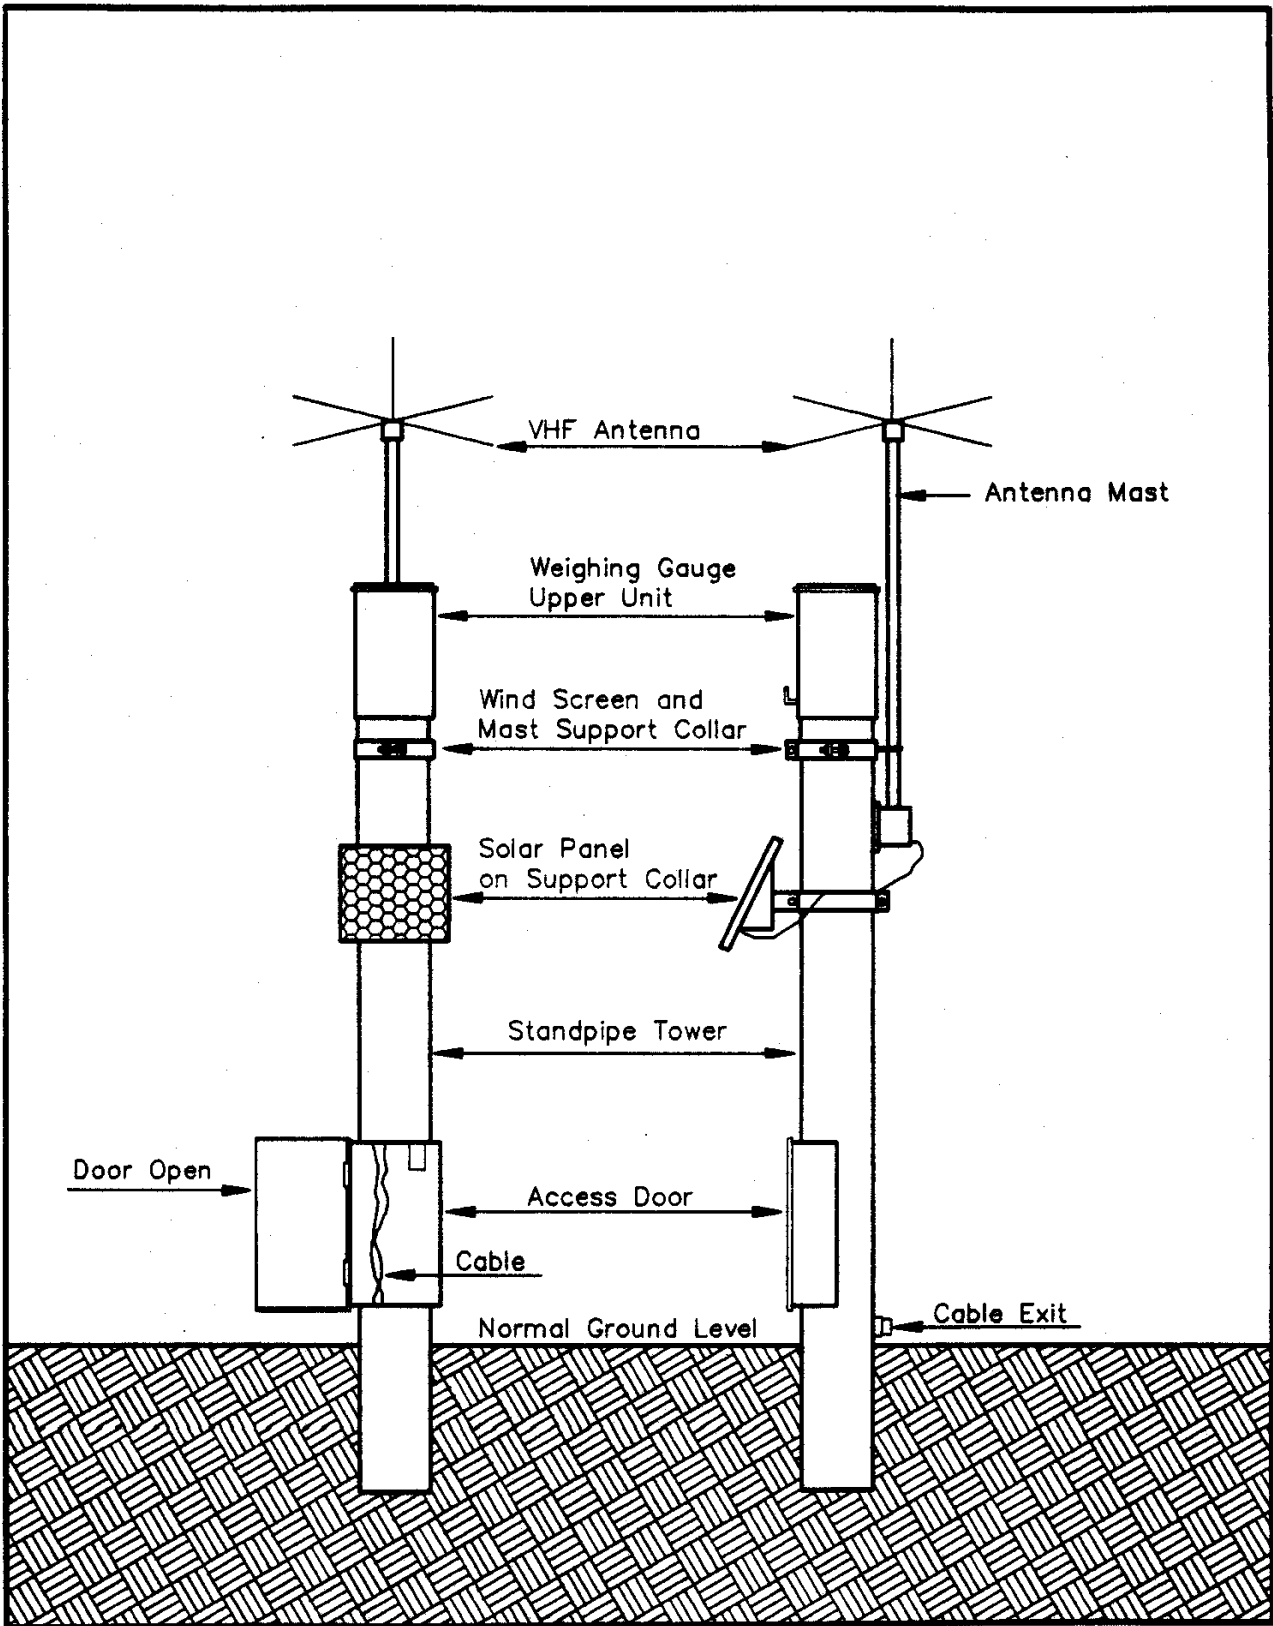 VHF Antenna
Antenna Mast
Weighing Gauge
Upper Unit
Wind Screen and
Mast Support Collar
Solar Panel
on Support Collar
Standpipe Tower
Door Open
Access Door
Cable
Cable Exit
Normal Ground Level